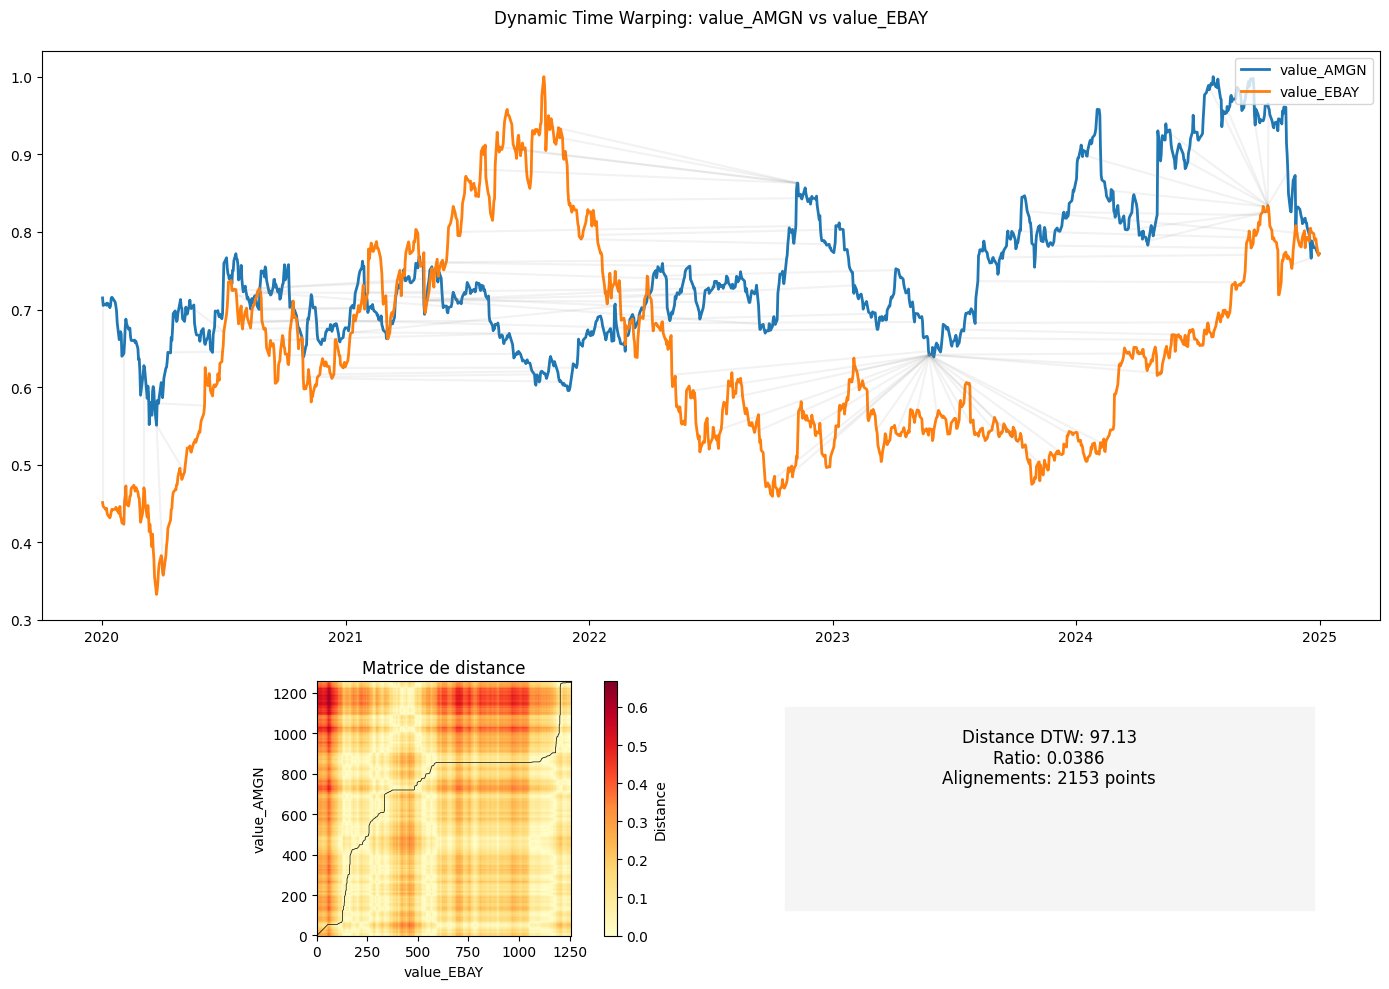 Dynamic Time Warping: value_AMGN vs value_EBAY
value_AMGN
value_EBAY
1.0
0.9
0.8
0.7
0.6
0.5
0.4
0.3
2020 2021 2022 2023 2024 2025
Matrice de distance
value_AMGN
1200
1000
800
600
400
200
0
0 250 500 750 1000 1250
value_EBAY
0.6
0.5
0.4
0.3
0.2
0.1
0.0
Distance
Distance DTW: 97.13
Ratio: 0.0386
Alignements: 2153 points